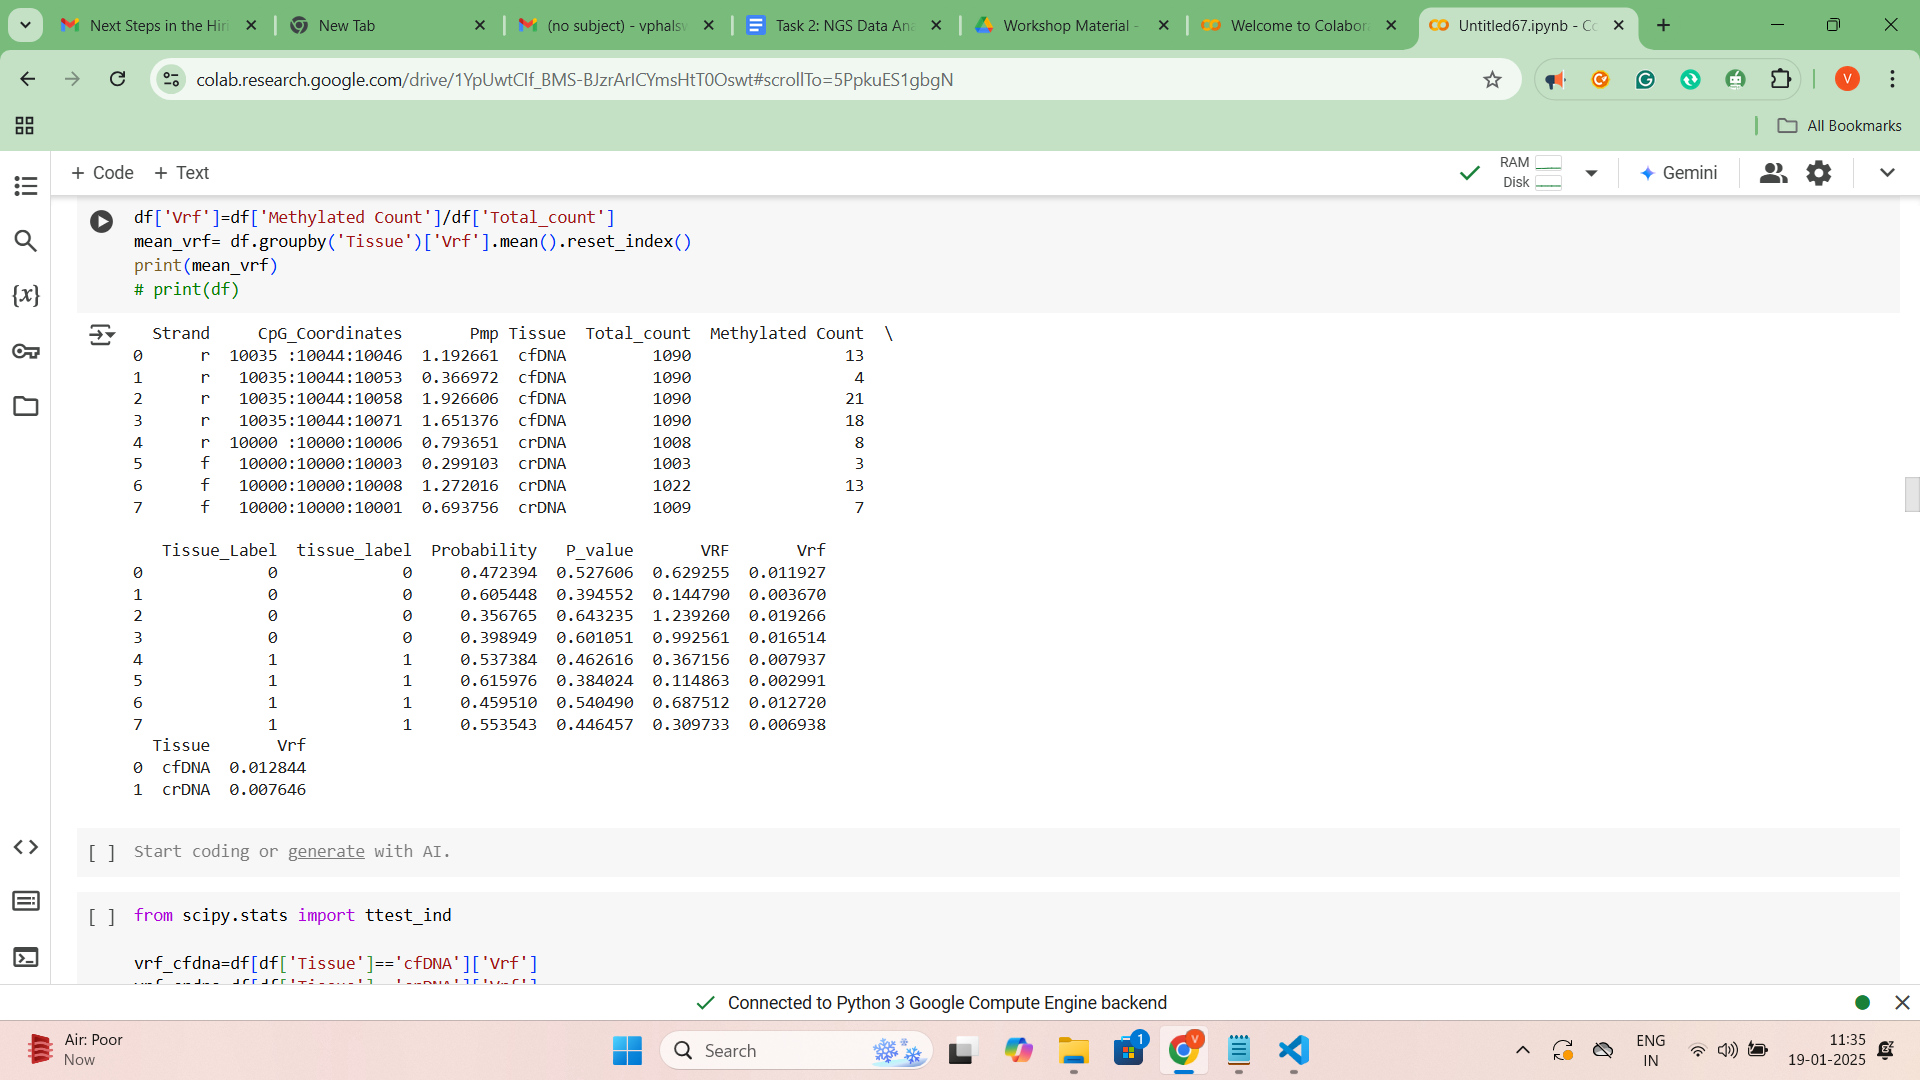 Next Steps in the Hiri
New Tab
(no subject) - vphalsw
Task 2: NGS Data Ana
Workshop Material -
Welcome to Colabora
Untitled67.ipynb - Co
colab.research.google.com/drive/1YpUwtCIf_BMS-BJzrArICYmsHtT0Oswt#scrollTo=5PpkuES1gbgN
V
All Bookmarks
+ Code + Text
RAM
Disk
Gemini
df['Vrf']=df['Methylated Count']/df['Total_count']
mean_vrf= df.groupby('Tissue')['Vrf'].mean().reset_index()
print(mean_vrf)
# print(df)
Strand CpG_Coordinates Pmp Tissue Total_count Methylated Count \
0 r 10035 :10044:10046 1.192661 cfDNA 1090 13
1 r 10035:10044:10053 0.366972 cfDNA 1090 4
2 r 10035:10044:10058 1.926606 cfDNA 1090 21
3 r 10035:10044:10071 1.651376 cfDNA 1090 18
4 r 10000 :10000:10006 0.793651 crDNA 1008 8
5 f 10000:10000:10003 0.299103 crDNA 1003 3
6 f 10000:10000:10008 1.272016 crDNA 1022 13
7 f 10000:10000:10001 0.693756 crDNA 1009 7
Tissue_Label tissue_label Probability P_value VRF Vrf
0 0 0 0.472394 0.527606 0.629255 0.011927
1 0 0 0.605448 0.394552 0.144790 0.003670
2 0 0 0.356765 0.643235 1.239260 0.019266
3 0 0 0.398949 0.601051 0.992561 0.016514
4 1 1 0.537384 0.462616 0.367156 0.007937
5 1 1 0.615976 0.384024 0.114863 0.002991
6 1 1 0.459510 0.540490 0.687512 0.012720
7 1 1 0.553543 0.446457 0.309733 0.006938
Tissue Vrf
0 cfDNA 0.012844
1 crDNA 0.007646
[ ] Start coding or generate with AI.
[ ] from scipy.stats import ttest_ind
vrf_cfdna=df[df['Tissue']=='cfDNA']['Vrf']
Connected to Python 3 Google Compute Engine backend
Air: Poor
Now
Search
1
V
ENG
IN
11:35
19-01-2025